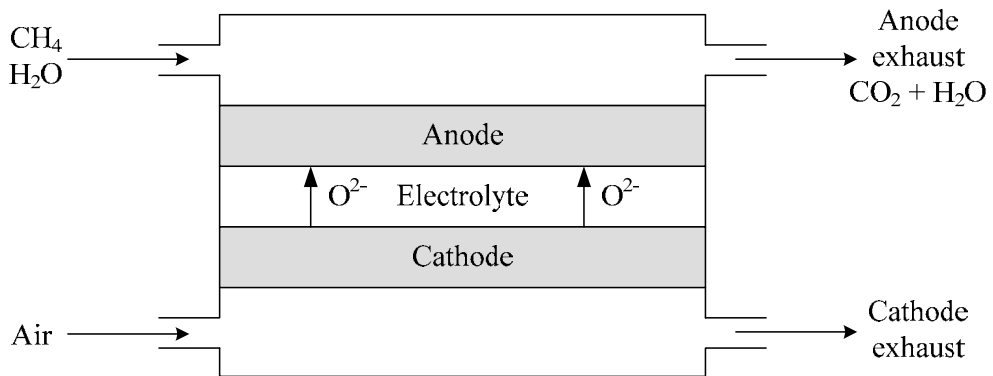 CH₄
H₂O
Anode
exhaust
CO₂ + H₂O
Anode
O²⁻
Electrolyte
O²⁻
Cathode
Air
Cathode
exhaust